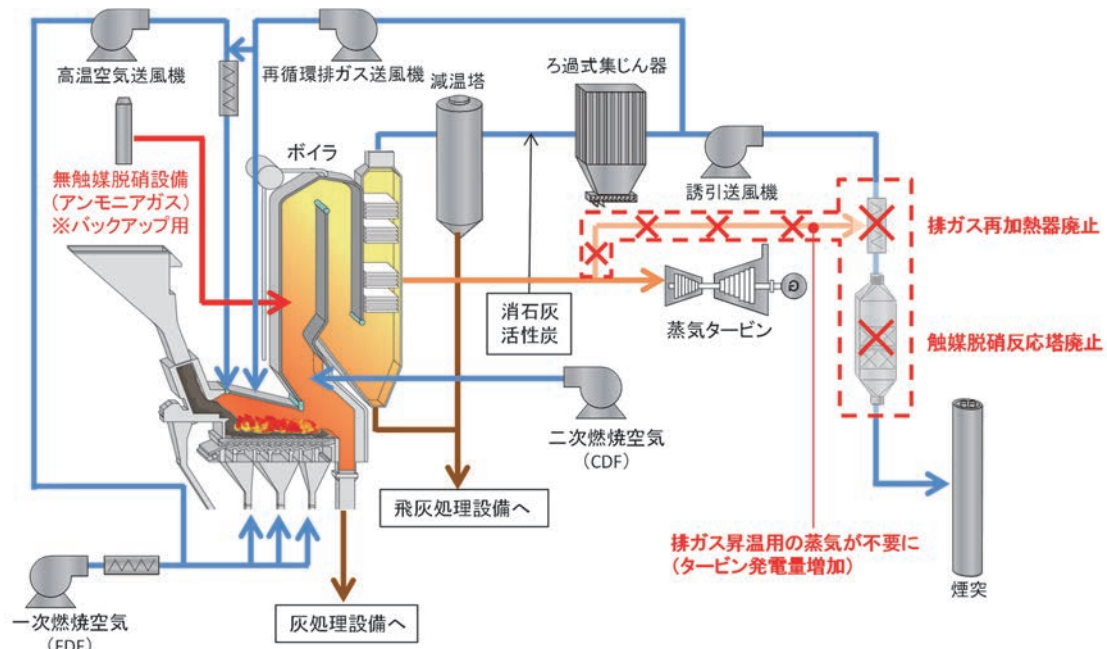 高温空気送風機
再循環排ガス送風機
減温塔
ろ過式集じん器
ボイラ
誘引送風機
無触媒脱硝設備
(アンモニアガス)
※バックアップ用
排ガス再加熱器廃止
消石灰
活性炭
G
蒸気タービン
触媒脱硝反応塔廃止
二次燃焼空気
(CDF)
飛灰処理設備へ
排ガス昇温用の蒸気が不要に
(タービン発電量増加)
煙突
一次燃焼空気
(FDF)
灰処理設備へ